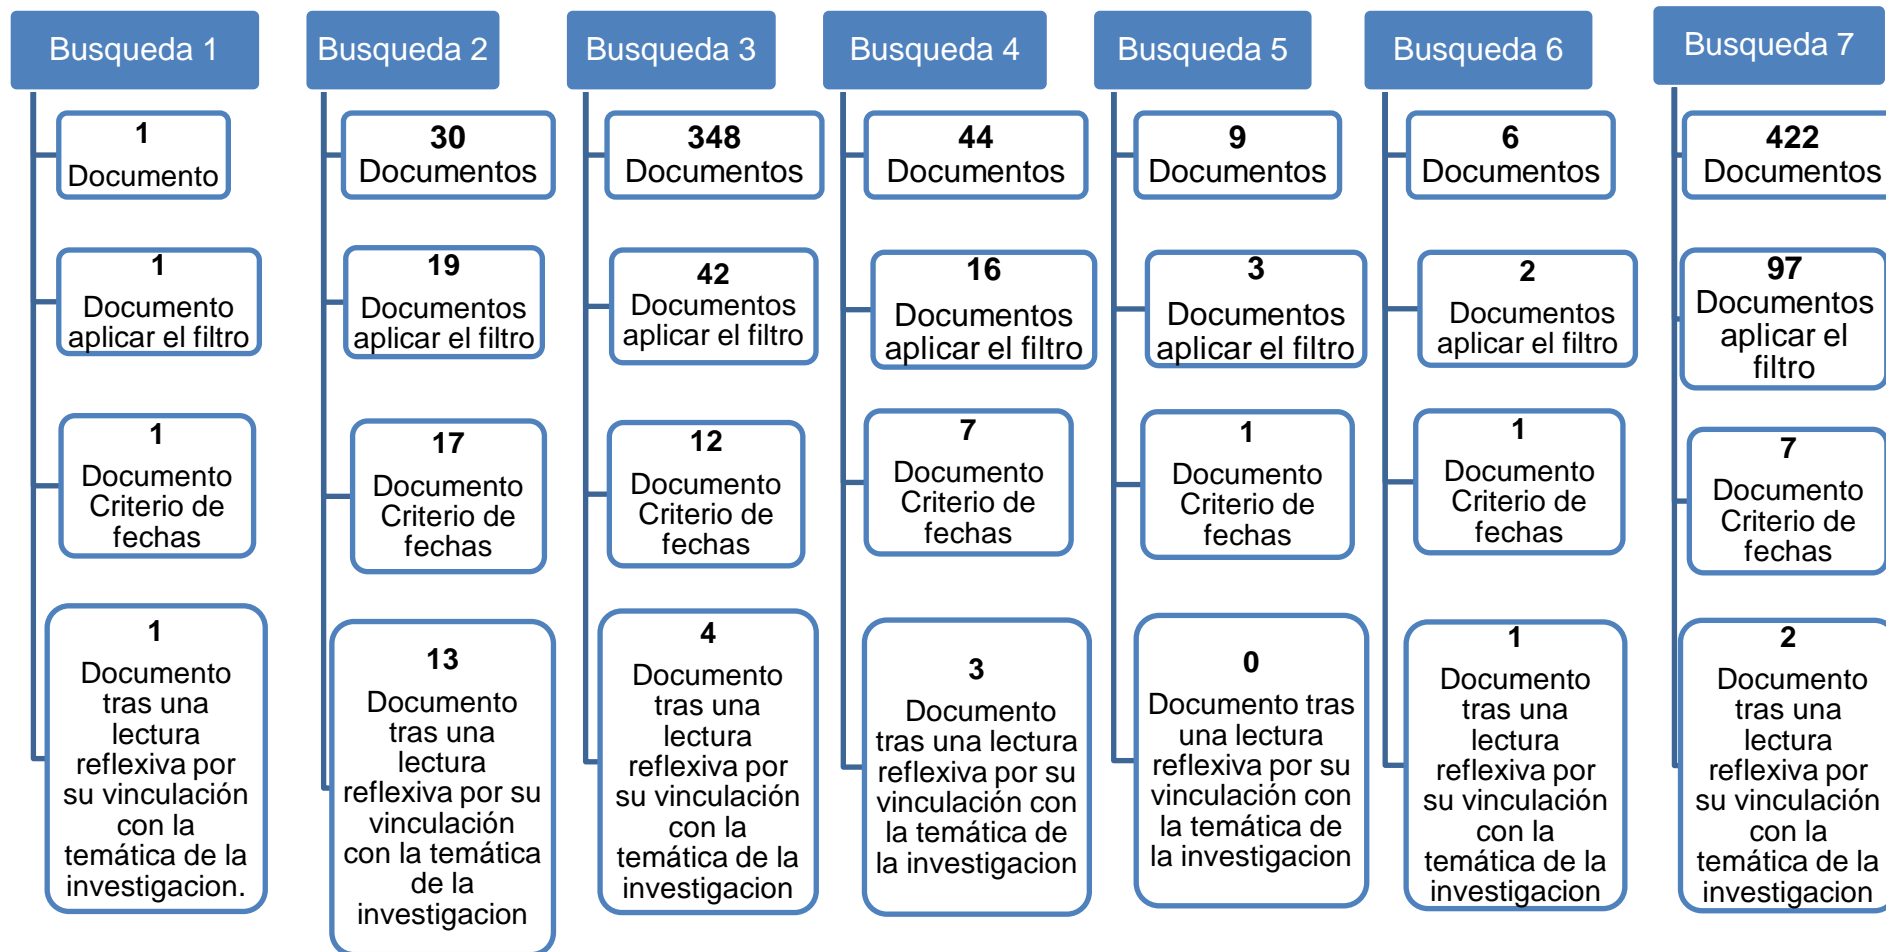 Busqueda 1
1
Documento
1
Documento
aplicar el filtro
1
Documento
Criterio de
fechas
1
Documento
tras una
lectura
reflexiva por
su vinculación
con la
temática de la
investigacion.
Busqueda 2
30
Documentos
19
Documentos
aplicar el filtro
17
Documento
Criterio de
fechas
13
Documento
tras una
lectura
reflexiva por su
vinculación
con la temática
de la
investigacion
Busqueda 3
348
Documentos
42
Documentos
aplicar el filtro
12
Documento
Criterio de
fechas
4
Documento
tras una
lectura
reflexiva por
su vinculación
con la
temática de la
investigacion
Busqueda 4
44
Documentos
16
Documentos
aplicar el filtro
7
Documento
Criterio de
fechas
3
Documento
tras una lectura
reflexiva por su
vinculación con
la temática de
la investigacion
Busqueda 5
9
Documentos
3
Documentos
aplicar el filtro
1
Documento
Criterio de
fechas
0
Documento tras
una lectura
reflexiva por su
vinculación con
la temática de
la investigacion
Busqueda 6
6
Documentos
2
Documentos
aplicar el filtro
1
Documento
Criterio de
fechas
1
Documento
tras una
lectura
reflexiva por
su vinculación
con la
temática de la
investigacion
Busqueda 7
422
Documentos
97
Documentos
aplicar el
filtro
7
Documento
Criterio de
fechas
2
Documento
tras una
lectura
reflexiva por
su vinculación
con la
temática de la
investigacion